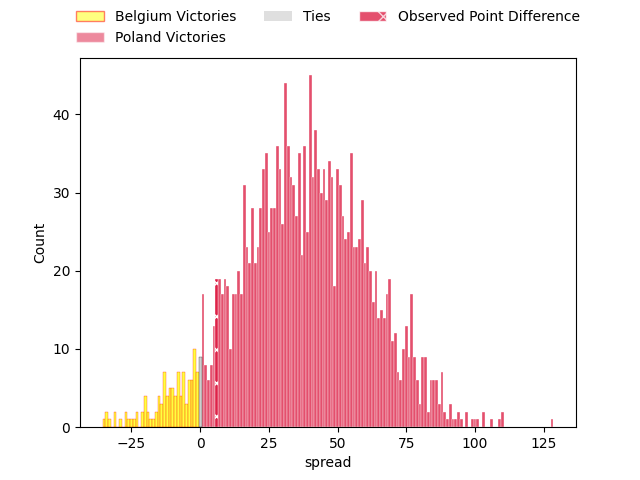 Belgium Victories Ties Observed Point Difference
Poland Victories
40
30
20
10
0
Count
−25 0 25 50 75 100 125
spread